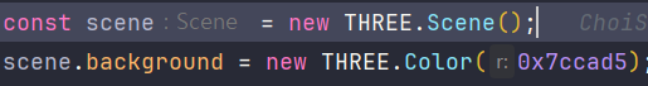 const scene : Scene = new THREE.Scene(); ChoiS
scene.background = new THREE.Color( r: 0x7ccad5);